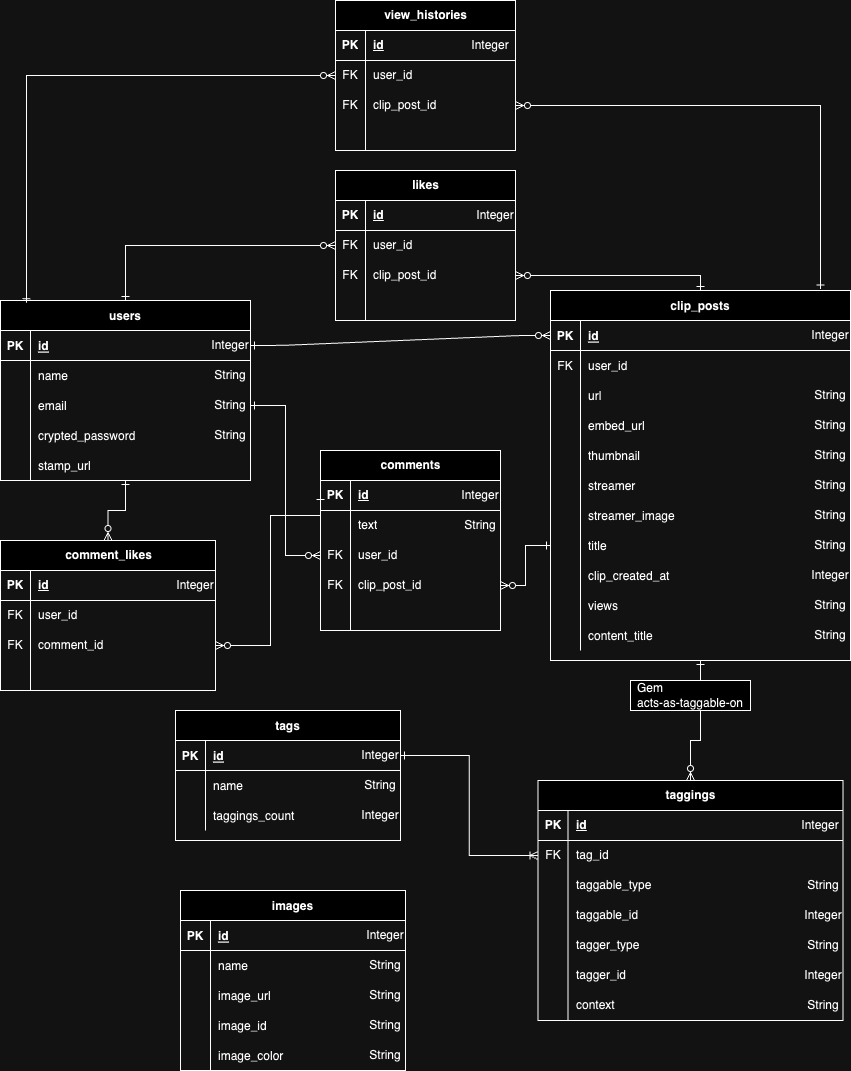 view_histories
PK id Integer
FK user_id
FK clip_post_id
likes
PK id Integer
FK user_id
FK clip_post_id
users
PK id Integer
name String
email String
crypted_password String
stamp_url
clip_posts
PK id Integer
FK user_id
url String
embed_url String
thumbnail String
streamer String
streamer_image String
title String
clip_created_at Integer
views String
content_title String
comments
PK id Integer
text String
FK user_id
FK clip_post_id
comment_likes
PK id Integer
FK user_id
FK comment_id
Gem
acts-as-taggable-on
tags
PK id Integer
name String
taggings_count Integer
taggings
PK id Integer
FK tag_id
taggable_type String
taggable_id Integer
tagger_type String
tagger_id Integer
context String
images
PK id Integer
name String
image_url String
image_id String
image_color String